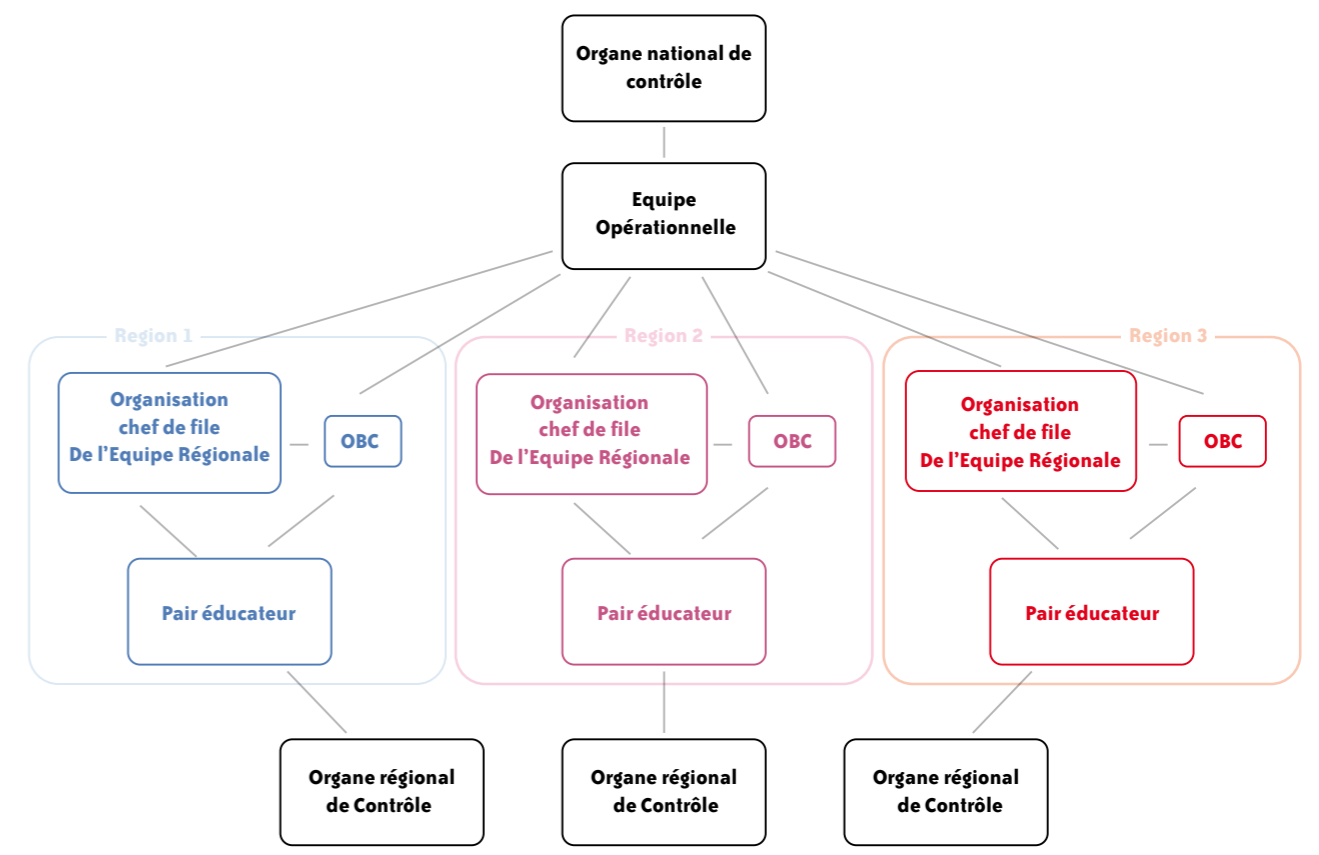 Organe national de
contrôle
Equipe
Opérationnelle
Region 1
Organisation
chef de file
De l'Equipe Régionale
OBC
Pair éducateur
Region 2
Organisation
chef de file
De l'Equipe Régionale
OBC
Pair éducateur
Region 3
Organisation
chef de file
De l'Equipe Régionale
OBC
Pair éducateur
Organe régional
de Contrôle
Organe régional
de Contrôle
Organe régional
de Contrôle